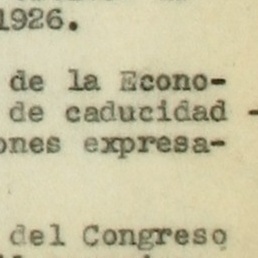 1926.
de la Econo-
de caducidad -
ones expresa-
del Congreso